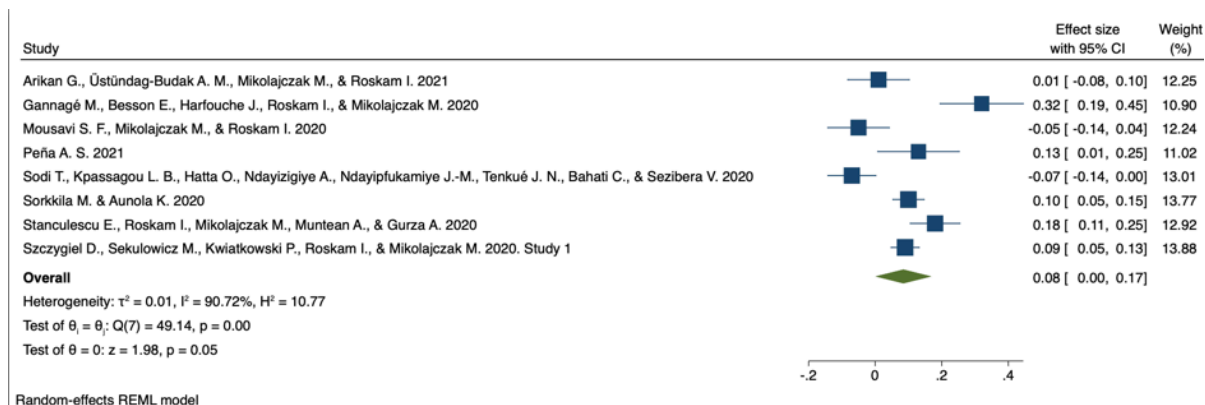 Effect size Weight
Study with 95% CI (%)
Arikan G., Üstündag-Budak A. M., Mikolajczak M., & Roskam I. 2021 0.01 [ -0.08, 0.10] 12.25
Gannagé M., Besson E., Harfouche J., Roskam I., & Mikolajczak M. 2020 0.32 [ 0.19, 0.45] 10.90
Mousavi S. F., Mikolajczak M., & Roskam I. 2020 -0.05 [ -0.14, 0.04] 12.24
Peña A. S. 2021 0.13 [ 0.01, 0.25] 11.02
Sodi T., Kpassagou L. B., Hatta O., Ndayizigiye A., Ndayipfukamiye J.-M., Tenkué J. N., Bahati C., & Sezibera V. 2020 -0.07 [ -0.14, 0.00] 13.01
Sorkkila M. & Aunola K. 2020 0.10 [ 0.05, 0.15] 13.77
Stanculescu E., Roskam I., Mikolajczak M., Muntean A., & Gurza A. 2020 0.18 [ 0.11, 0.25] 12.92
Szczygiel D., Sekulowicz M., Kwiatkowski P., Roskam I., & Mikolajczak M. 2020. Study 1 0.09 [ 0.05, 0.13] 13.88
Overall 0.08 [ 0.00, 0.17]
Heterogeneity: τ² = 0.01, I² = 90.72%, H² = 10.77
Test of θᵢ = θⱼ: Q(7) = 49.14, p = 0.00
Test of θ = 0: z = 1.98, p = 0.05
-.2 0 .2 .4
Random-effects REML model